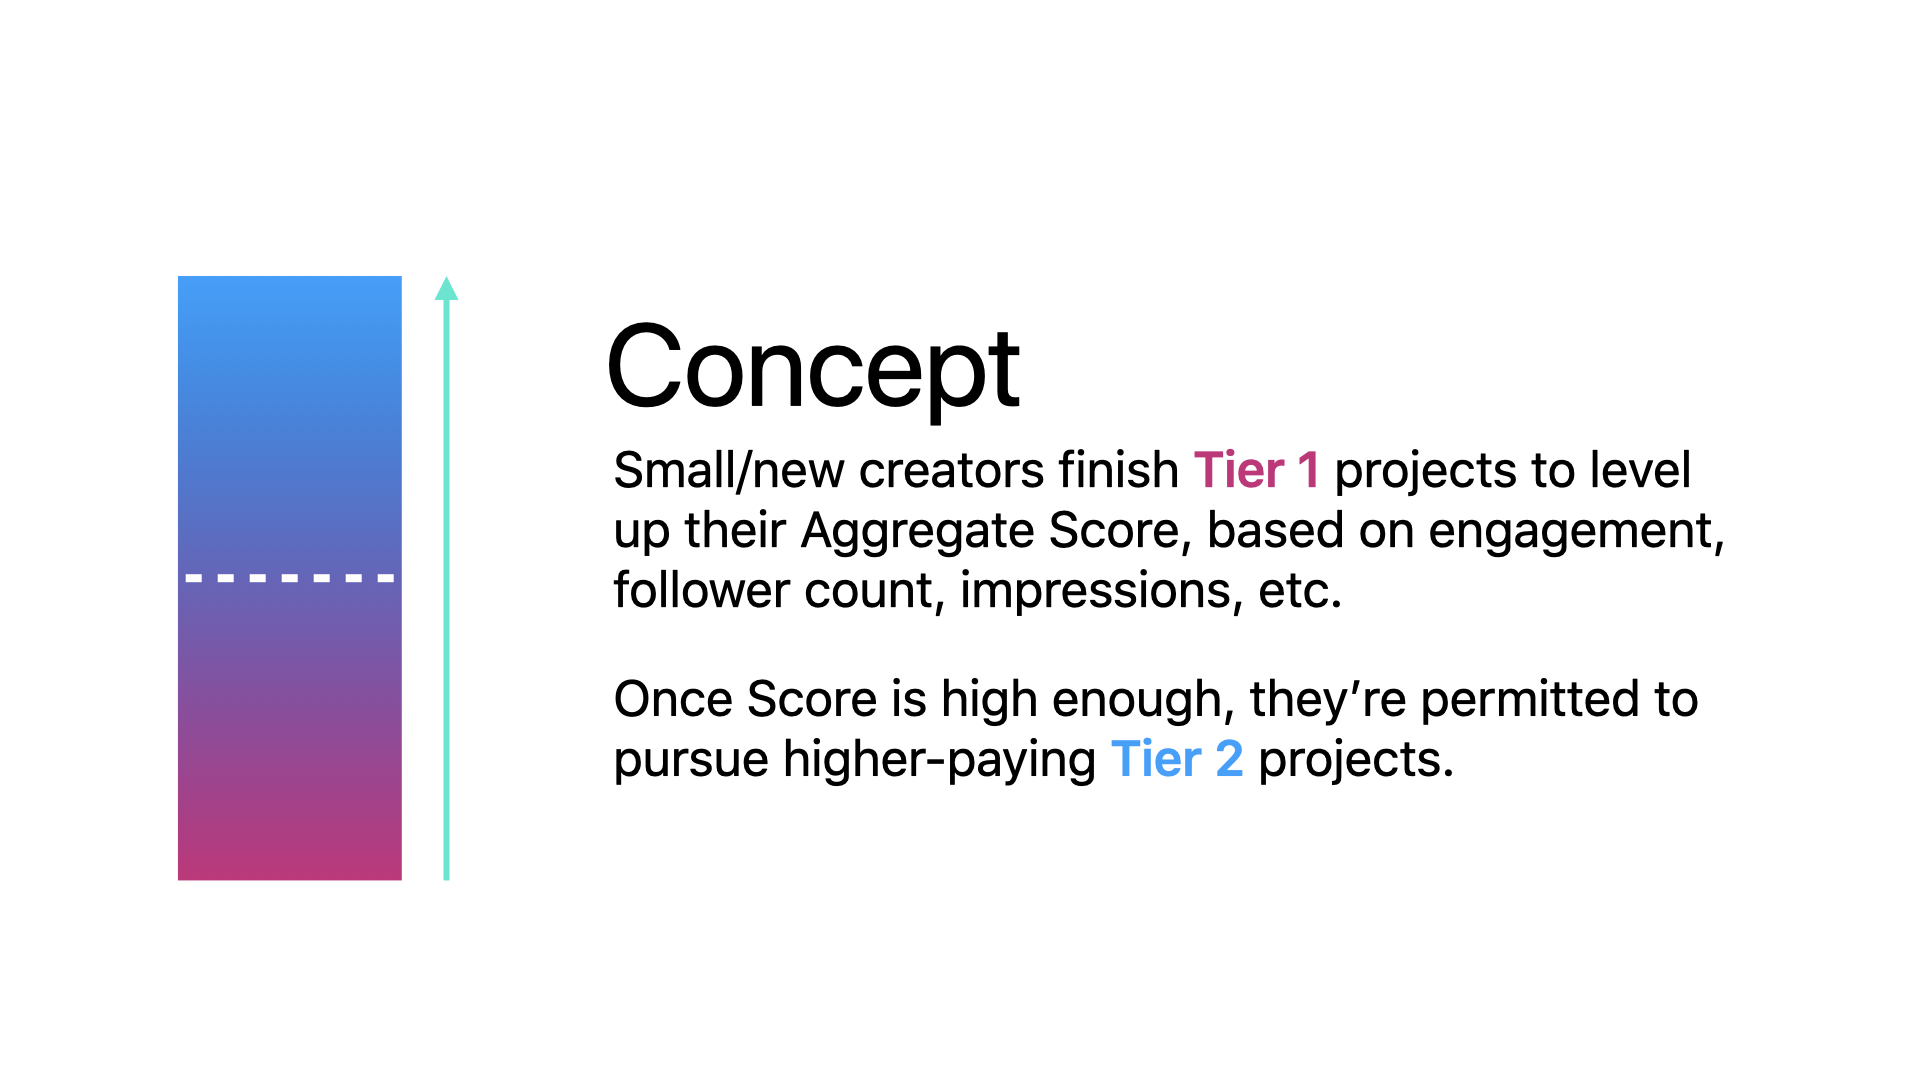 Concept
Small/new creators finish Tier 1 projects to level
up their Aggregate Score, based on engagement,
follower count, impressions, etc.
Once Score is high enough, they’re permitted to
pursue higher-paying Tier 2 projects.